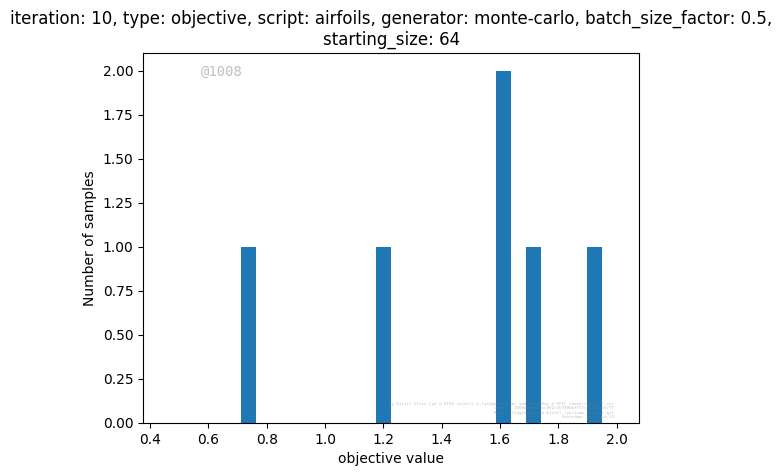 iteration: 10, type: objective, script: airfoils, generator: monte-carlo, batch_size_factor: 0.5,
starting_size: 64
@1008
2.00
1.75
1.50
1.25
1.00
0.75
0.50
0.25
0.00
Number of samples
0.4 0.6 0.8 1.0 1.2 1.4 1.6 1.8 2.0
objective value